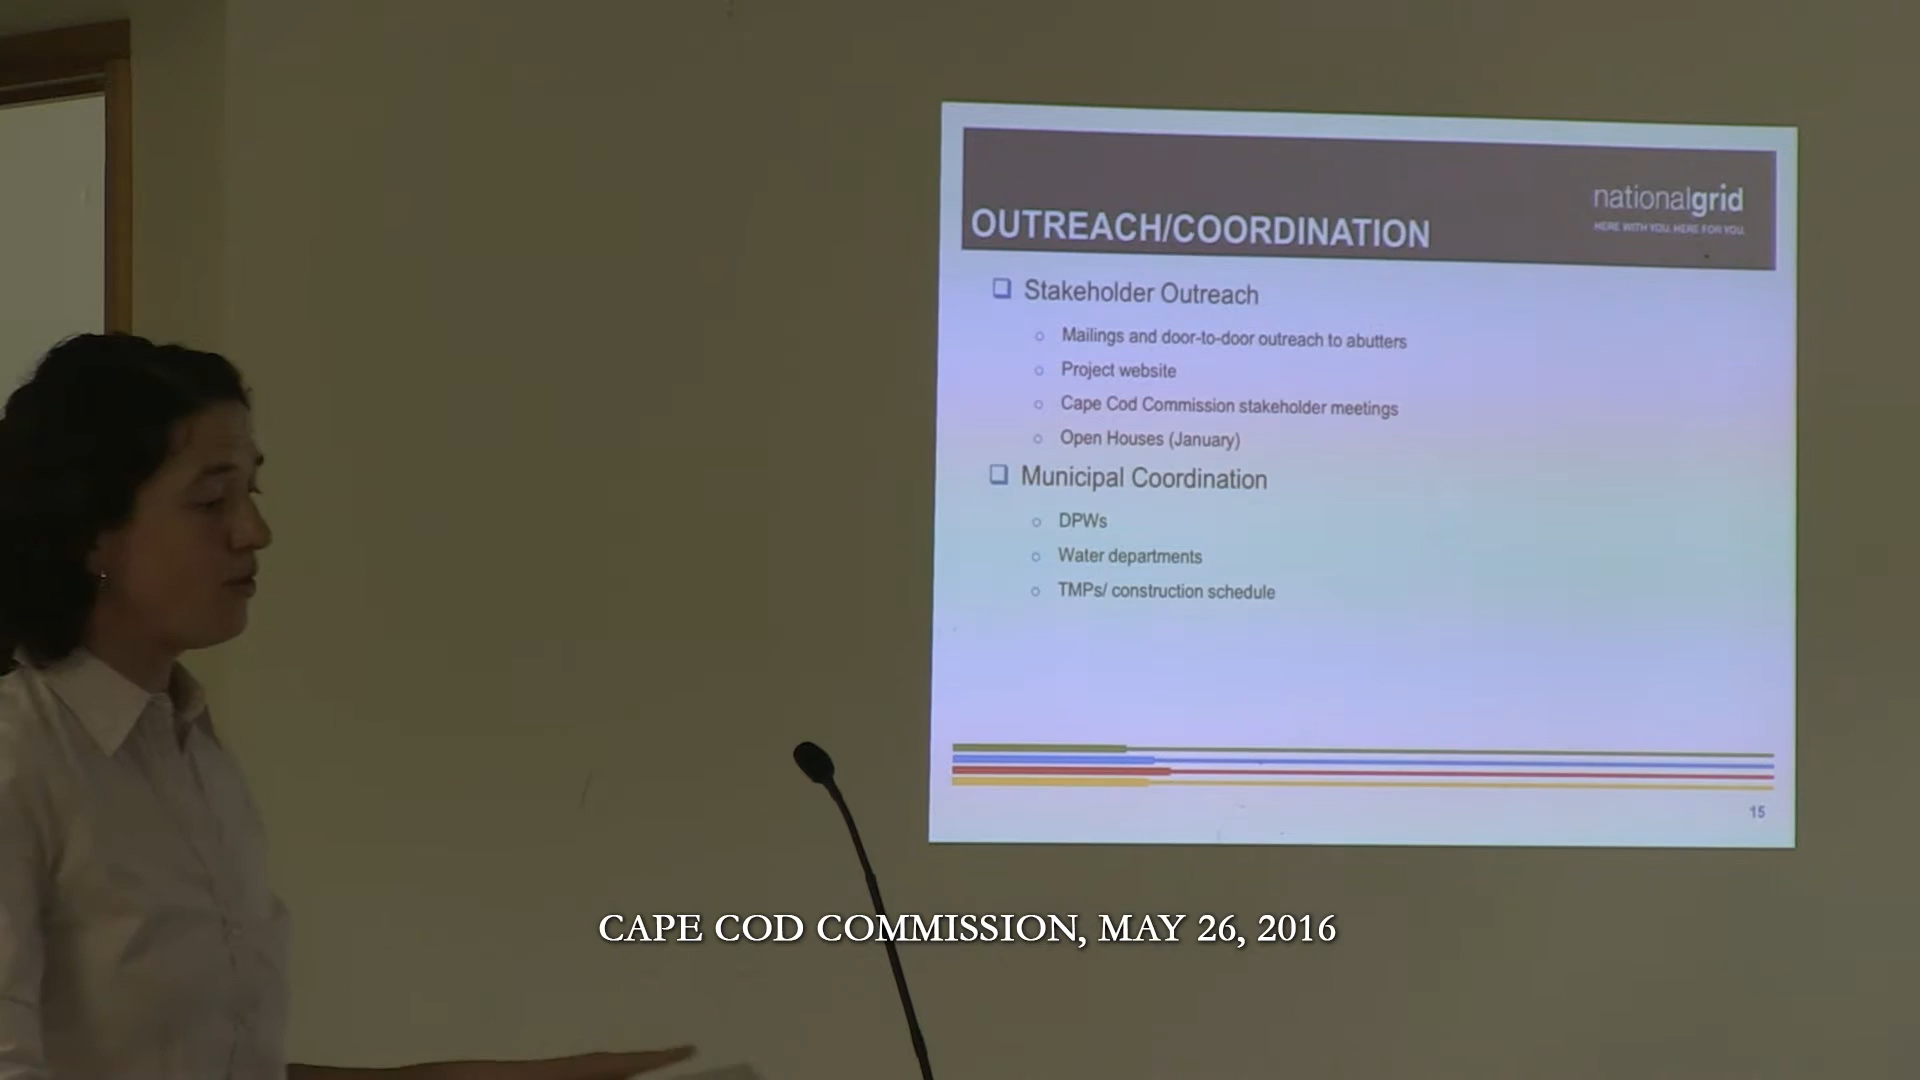 nationalgrid
HERE WITH YOU. HERE FOR YOU.
OUTREACH/COORDINATION
Stakeholder Outreach
Mailings and door-to-door outreach to abutters
Project website
Cape Cod Commission stakeholder meetings
Open Houses (January)
Municipal Coordination
DPWs
Water departments
TMPs/ construction schedule
15
CAPE COD COMMISSION, MAY 26, 2016